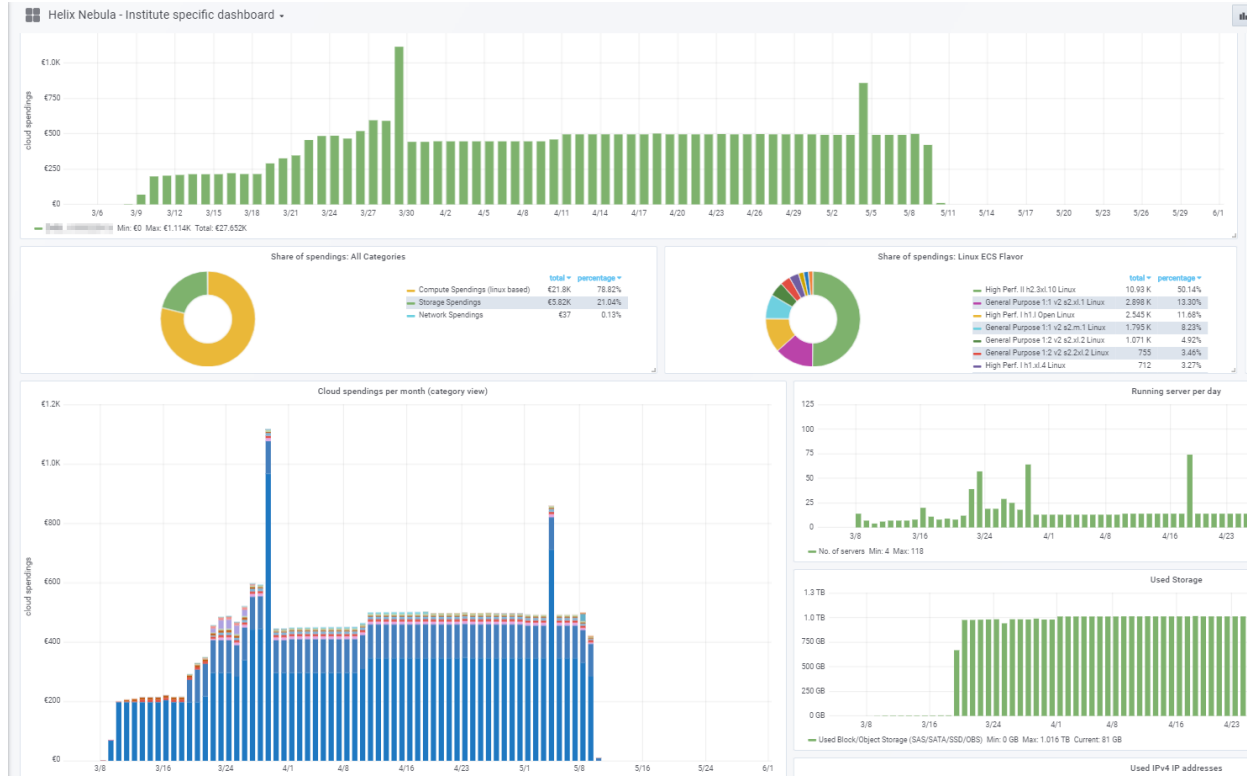 Helix Nebula - Institute specific dashboard
€1.0K
€750
€500
€250
€0
cloud spendings
3/6 3/9 3/12 3/15 3/18 3/21 3/24 3/27 3/30 4/2 4/5 4/8 4/11 4/14 4/17 4/20 4/23 4/26 4/29 5/2 5/5 5/8 5/11 5/14 5/17 5/20 5/23 5/26 5/29 6/1
Min: €0 Max: €1.114K Total: €27.652K
Share of spendings: All Categories
total percentage
Compute Spendings (linux based) €21.8K 78.82%
Storage Spendings €5.82K 21.04%
Network Spendings €37 0.13%
Share of spendings: Linux ECS Flavor
total percentage
High Perf. II h2.3xl.10 Linux 10.93 K 50.14%
General Purpose 1:1 v2 s2.xl.1 Linux 2.898 K 13.30%
High Perf. I h1.l Open Linux 2.545 K 11.68%
General Purpose 1:1 v2 s2.m.1 Linux 1.795 K 8.23%
General Purpose 1:2 v2 s2.xl.2 Linux 1.071 K 4.92%
General Purpose 1:2 v2 s2.2xl.2 Linux 755 3.46%
High Perf. I h1.xl.4 Linux 712 3.27%
Cloud spendings per month (category view)
€1.2K
€1.0K
€800
€600
€400
€200
€0
cloud spendings
3/8 3/16 3/24 4/1 4/8 4/16 4/23 5/1 5/8 5/16 5/24 6/1
Running server per day
125
100
75
50
25
0
3/8 3/16 3/24 4/1 4/8 4/16 4/23
No. of servers Min: 4 Max: 118
Used Storage
1.3 TB
1.0 TB
750 GB
500 GB
250 GB
0 GB
3/8 3/16 3/24 4/1 4/8 4/16 4/23
Used Block/Object Storage (SAS/SATA/SSD/OBS) Min: 0 GB Max: 1.016 TB Current: 81 GB
Used IPv4 IP addresses